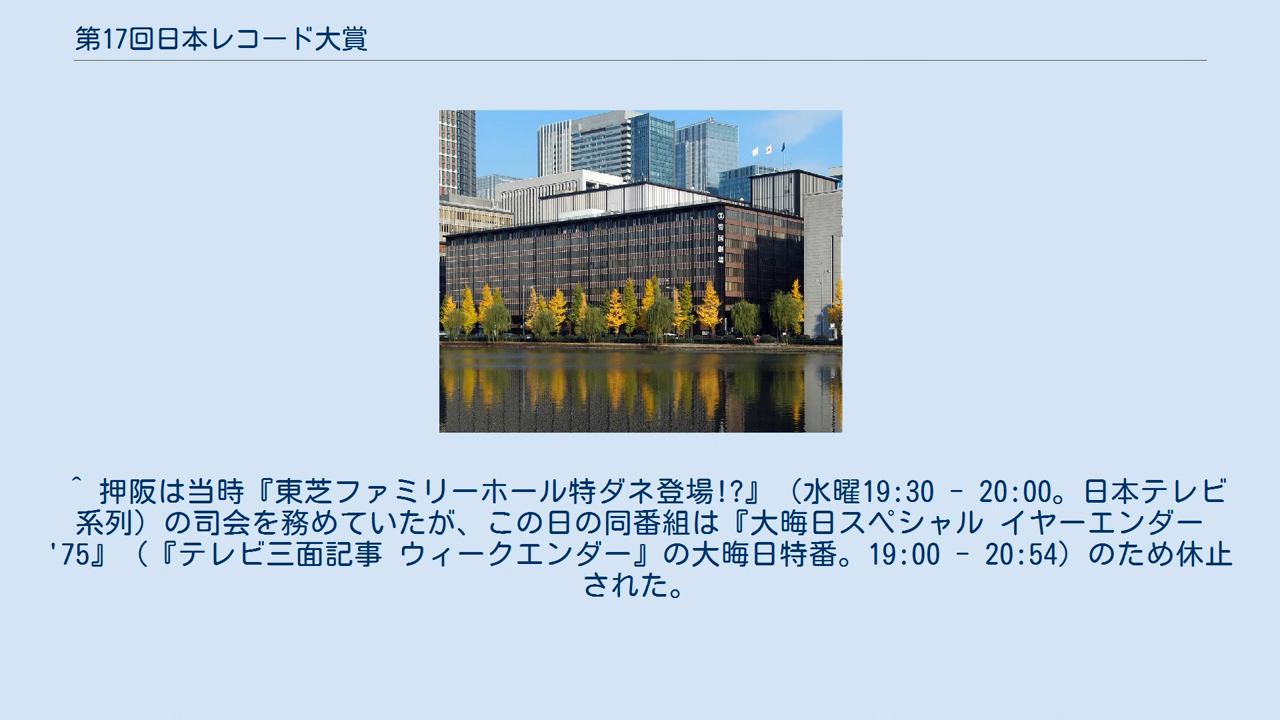 第17回日本レコード大賞
帝国劇場
^ 押阪は当時『東芝ファミリーホール特ダネ登場!?』（水曜19:30 - 20:00。日本テレビ
系列）の司会を務めていたが、この日の同番組は『大晦日スペシャル イヤーエンダー
'75』（『テレビ三面記事 ウィークエンダー』の大晦日特番。19:00 - 20:54）のため休止
された。